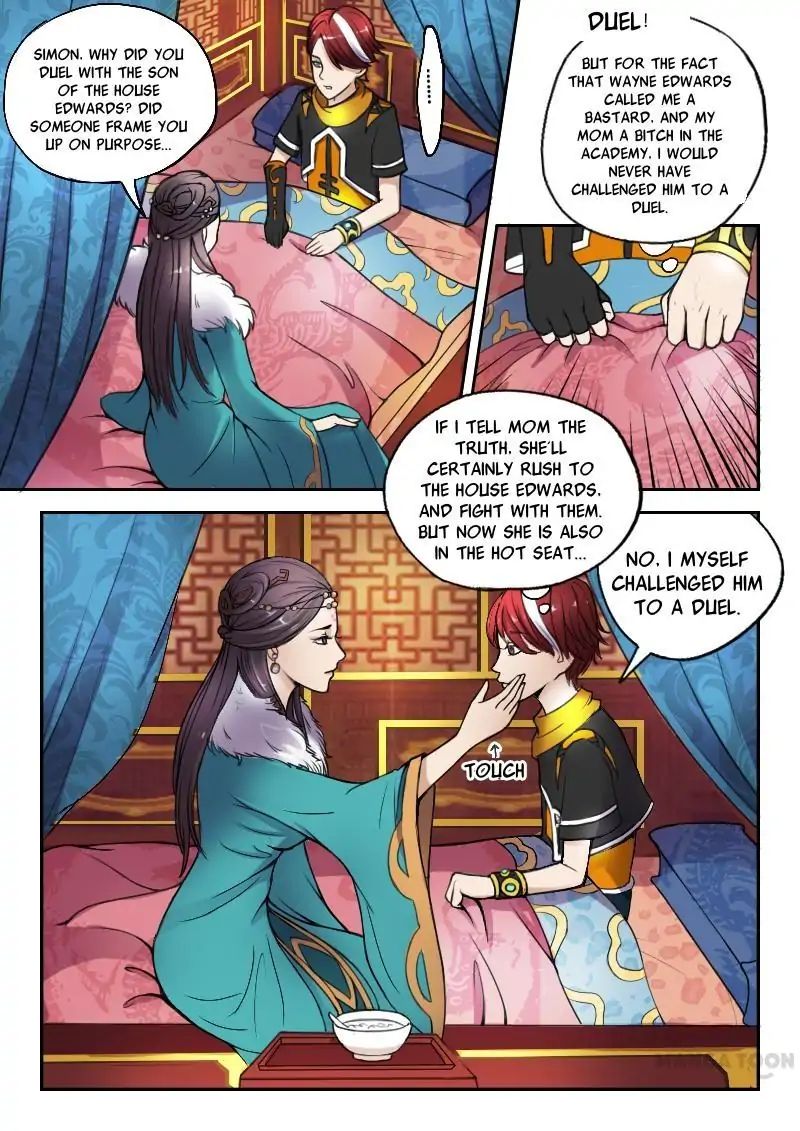 SIMON. WHY DID YOU
DUEL WITH THE SON
OF THE HOUSE
EDWARDS? DID
SOMEONE FRAME YOU
UP ON PURPOSE...
DUEL!
BUT FOR THE FACT
THAT WAYNE EDWARDS
CALLED ME A
BASTARD. AND MY
MOM A BITCH IN THE
ACADEMY. I WOULD
NEVER HAVE
CHALLENGED HIM TO A
DUEL.
IF I TELL MOM THE
TRUTH. SHE'LL
CERTAINLY RUSH TO
THE HOUSE EDWARDS.
AND FIGHT WITH THEM.
BUT NOW SHE IS ALSO
IN THE HOT SEAT...
NO. I MYSELF
CHALLENGED HIM
TO A DUEL.
TOUCH
MANGATOON